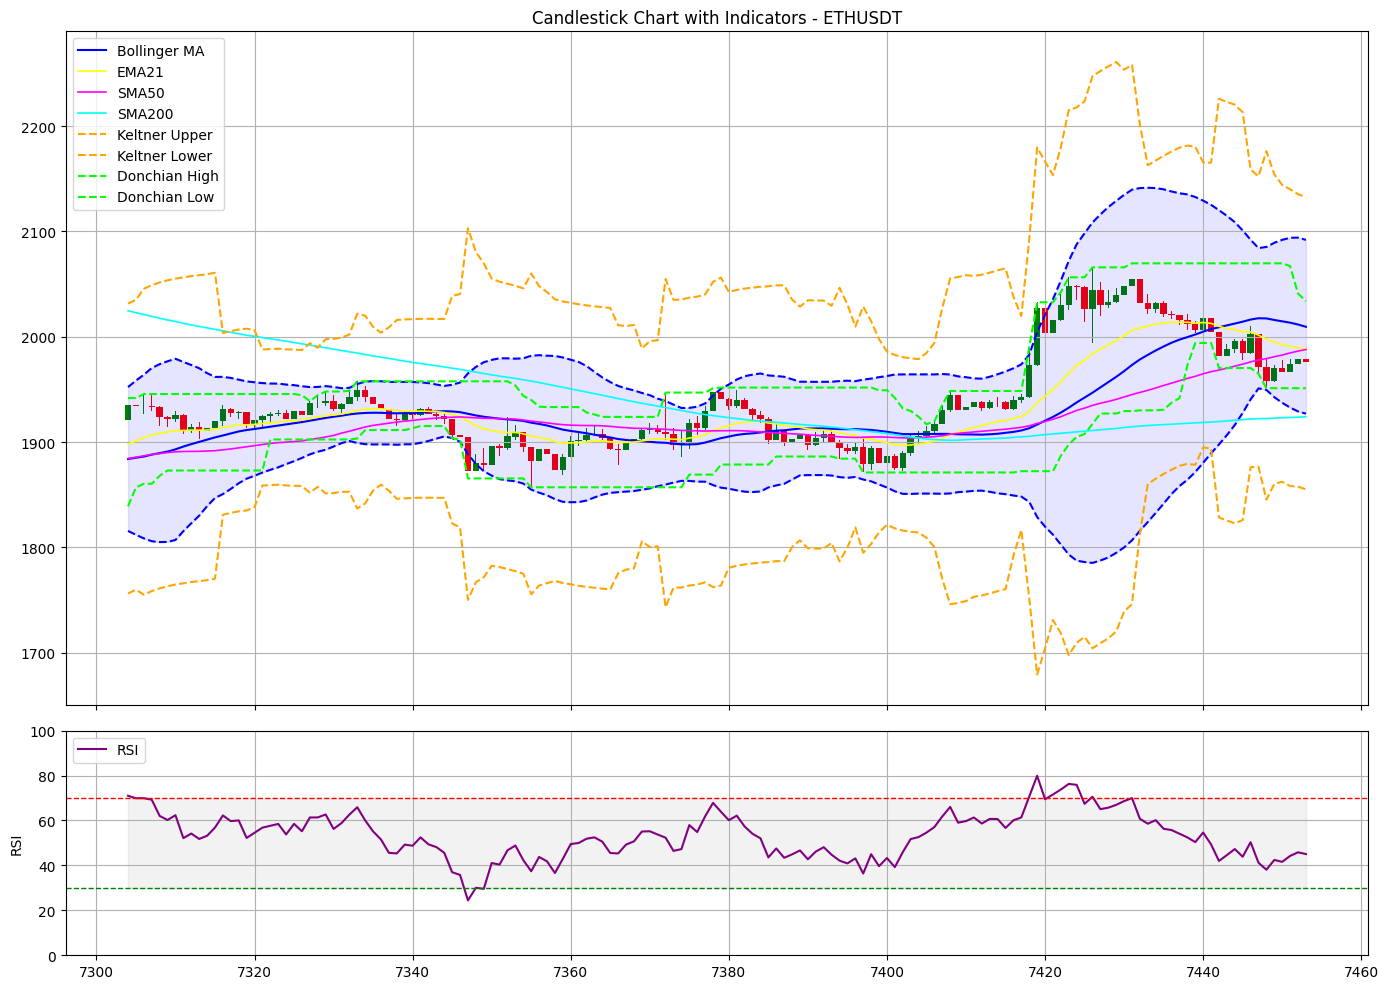 Candlestick Chart with Indicators - ETHUSDT
Bollinger MA
EMA21
SMA50
SMA200
Keltner Upper
Keltner Lower
Donchian High
Donchian Low
2200
2100
2000
1900
1800
1700
RSI
100
80
60
40
20
0
RSI
7300 7320 7340 7360 7380 7400 7420 7440 7460